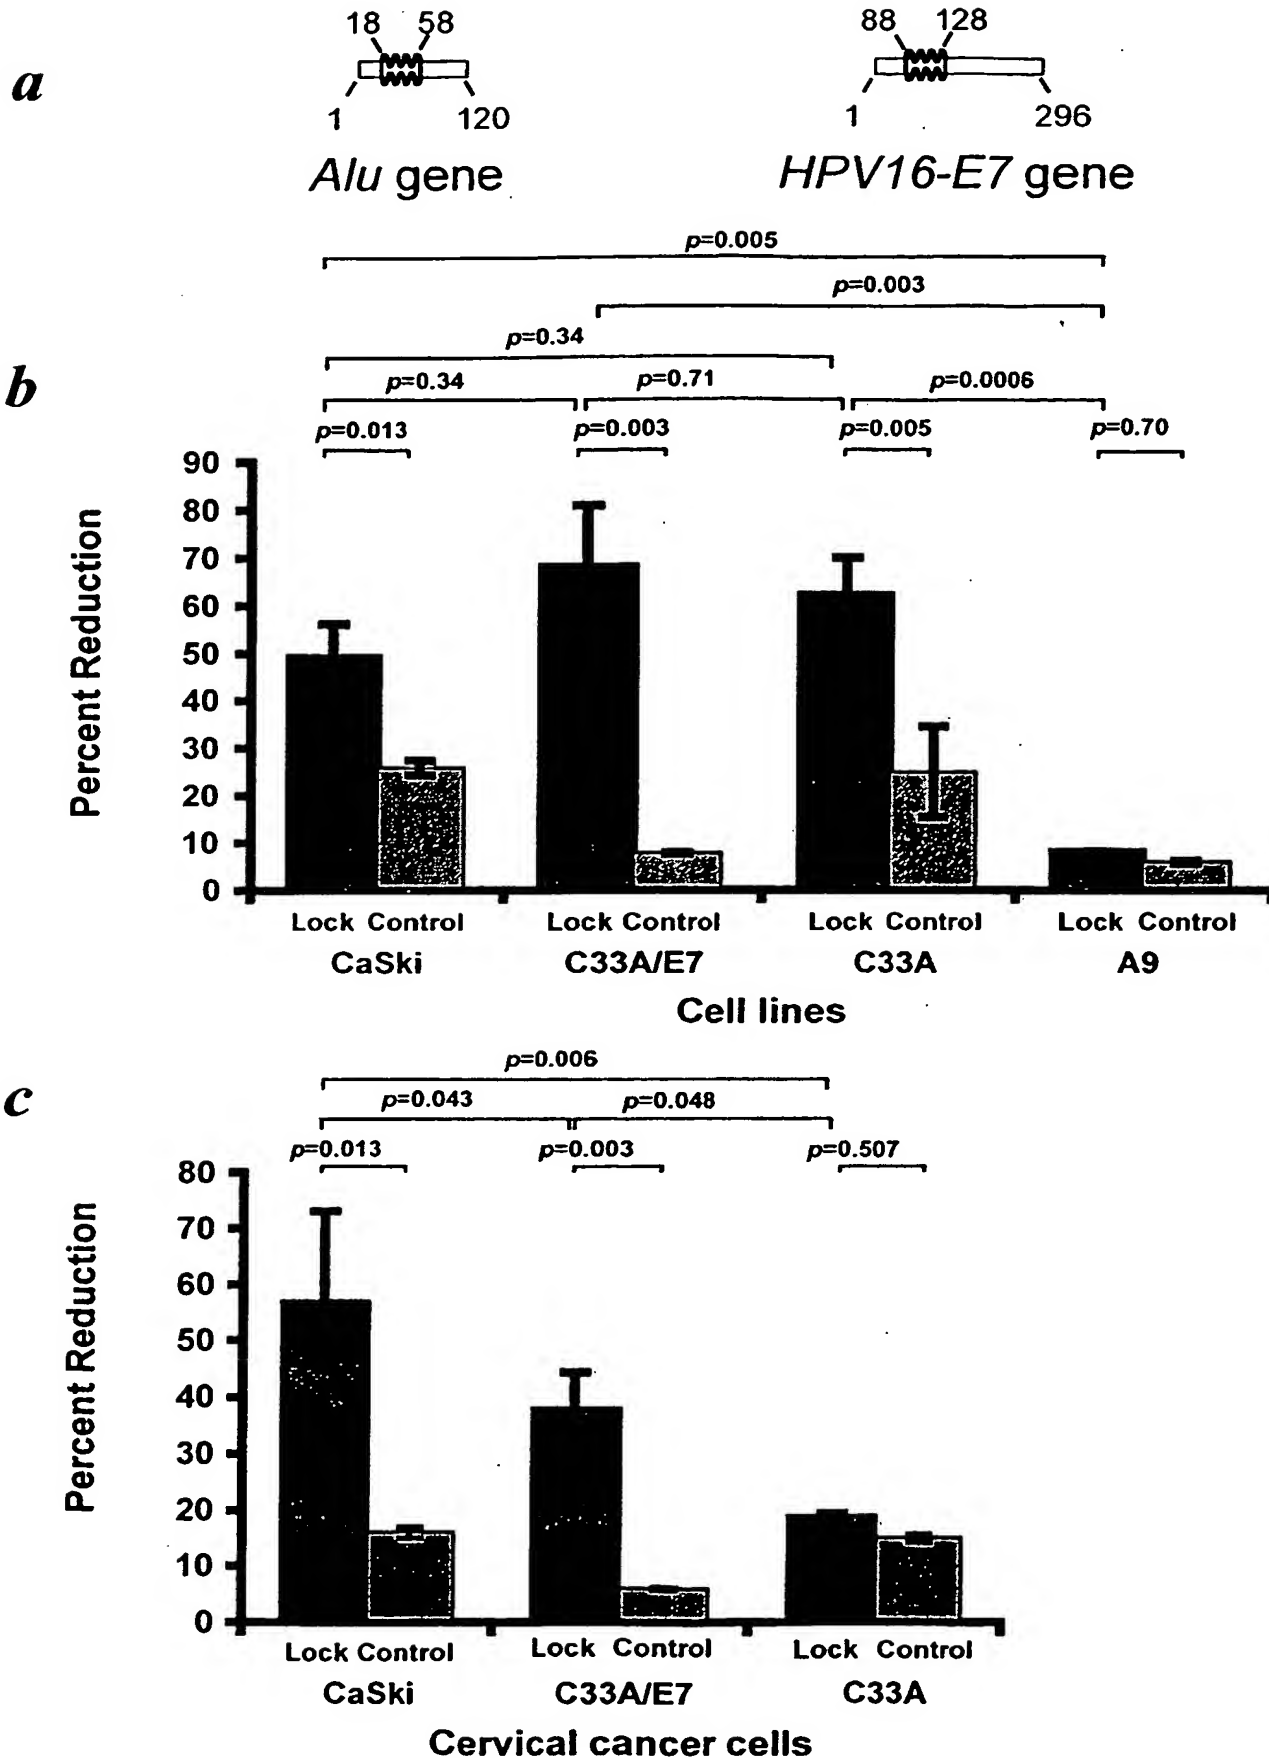 a
18 58
1 120
Alu gene
88 128
1 296
HPV16-E7 gene
b
p=0.005
p=0.003
p=0.34
p=0.34 p=0.71 p=0.0006
p=0.013 p=0.003 p=0.005 p=0.70
Percent Reduction
90
80
70
60
50
40
30
20
10
0
Lock Control Lock Control Lock Control Lock Control
CaSki C33A/E7 C33A A9
Cell lines
c
p=0.006
p=0.043 p=0.048
p=0.013 p=0.003 p=0.507
Percent Reduction
80
70
60
50
40
30
20
10
0
Lock Control Lock Control Lock Control
CaSki C33A/E7 C33A
Cervical cancer cells